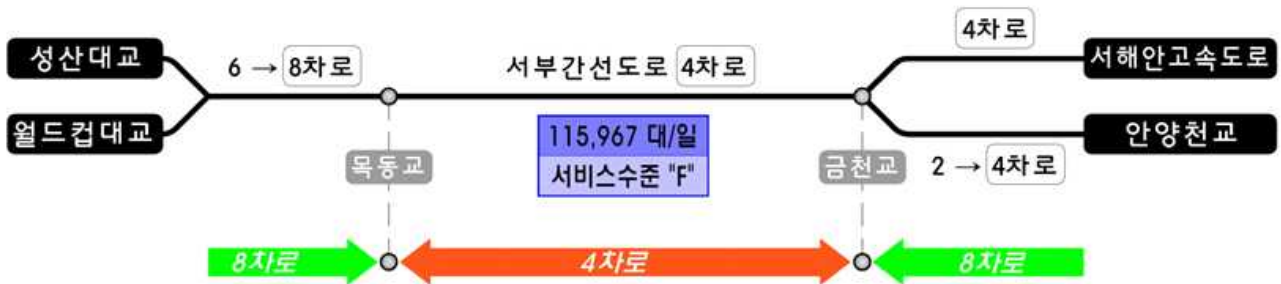 성산대교
월드컵대교
6 → 8차로
서부간선도로 4차로
4차로
서해안고속도로
안양천교
2 → 4차로
115,967 대/일
서비스수준 "F"
목동교
금천교
8차로
4차로
8차로